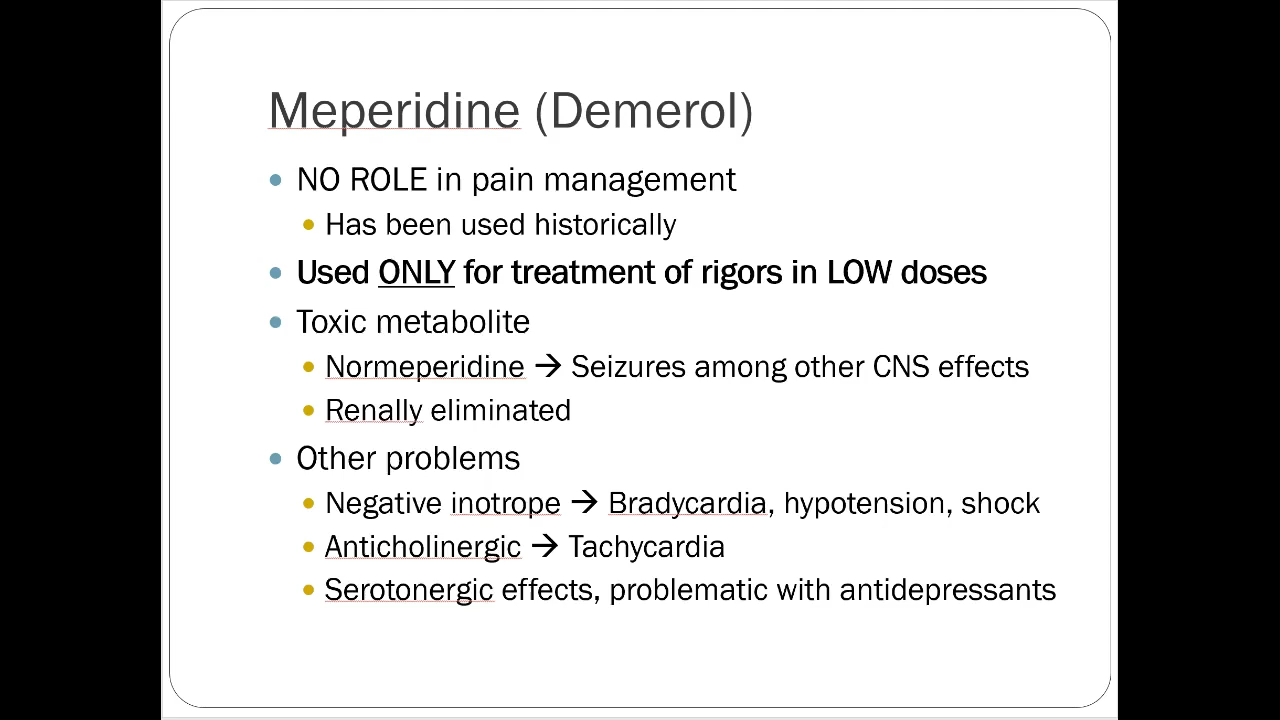 Meperidine (Demerol)
• NO ROLE in pain management
• Has been used historically
• Used ONLY for treatment of rigors in LOW doses
• Toxic metabolite
• Normeperidine → Seizures among other CNS effects
• Renally eliminated
• Other problems
• Negative inotrope → Bradycardia, hypotension, shock
• Anticholinergic → Tachycardia
• Serotonergic effects, problematic with antidepressants